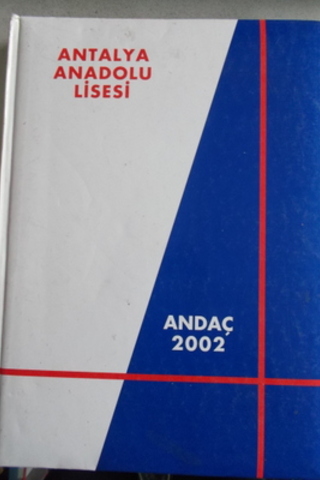 ANTALYA
ANADOLU
LİSESİ
ANDAÇ
2002